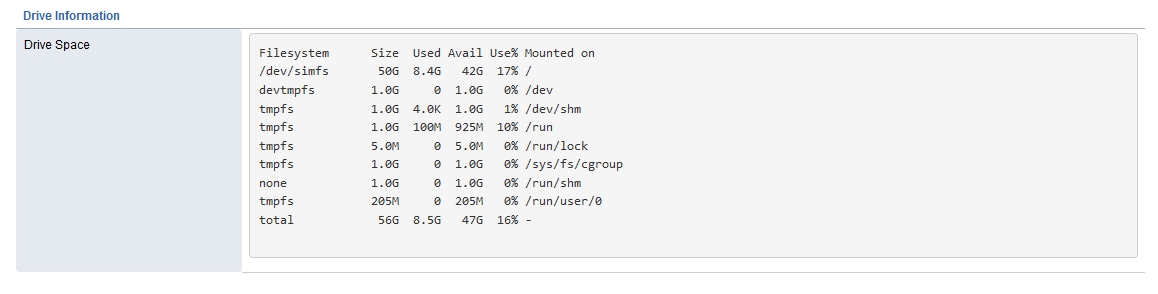 Drive Information
Drive Space
Filesystem      Size  Used Avail Use% Mounted on
/dev/simfs       50G  8.4G   42G  17% /
devtmpfs        1.0G     0  1.0G   0% /dev
tmpfs           1.0G  4.0K  1.0G   1% /dev/shm
tmpfs           1.0G  100M  925M  10% /run
tmpfs           5.0M     0  5.0M   0% /run/lock
tmpfs           1.0G     0  1.0G   0% /sys/fs/cgroup
none            1.0G     0  1.0G   0% /run/shm
tmpfs           205M     0  205M   0% /run/user/0
total            56G  8.5G   47G  16% -